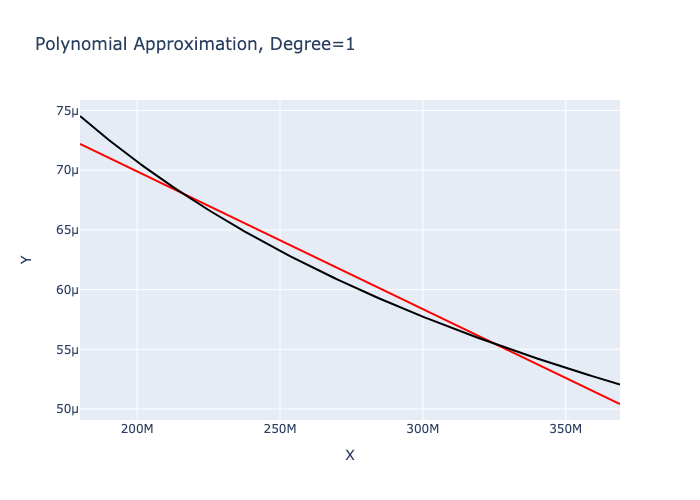 Polynomial Approximation, Degree=1
75μ
70μ
65μ
60μ
55μ
50μ
Y
200M
250M
300M
350M
X